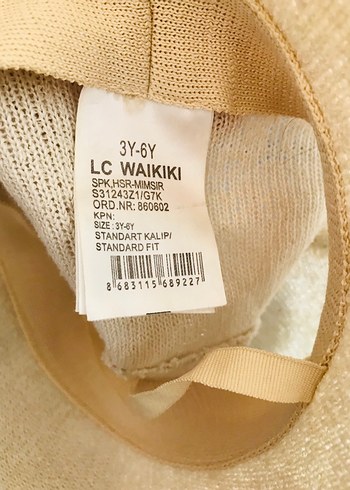 3Y-6Y
LC WAIKIKI
SPK,HSR-MIMSIR
S31243Z1/G7K
ORD.NR: 860602
KPN:
SIZE: 3Y-6Y
STANDART KALIP/
STANDARD FIT
8 683115 689227